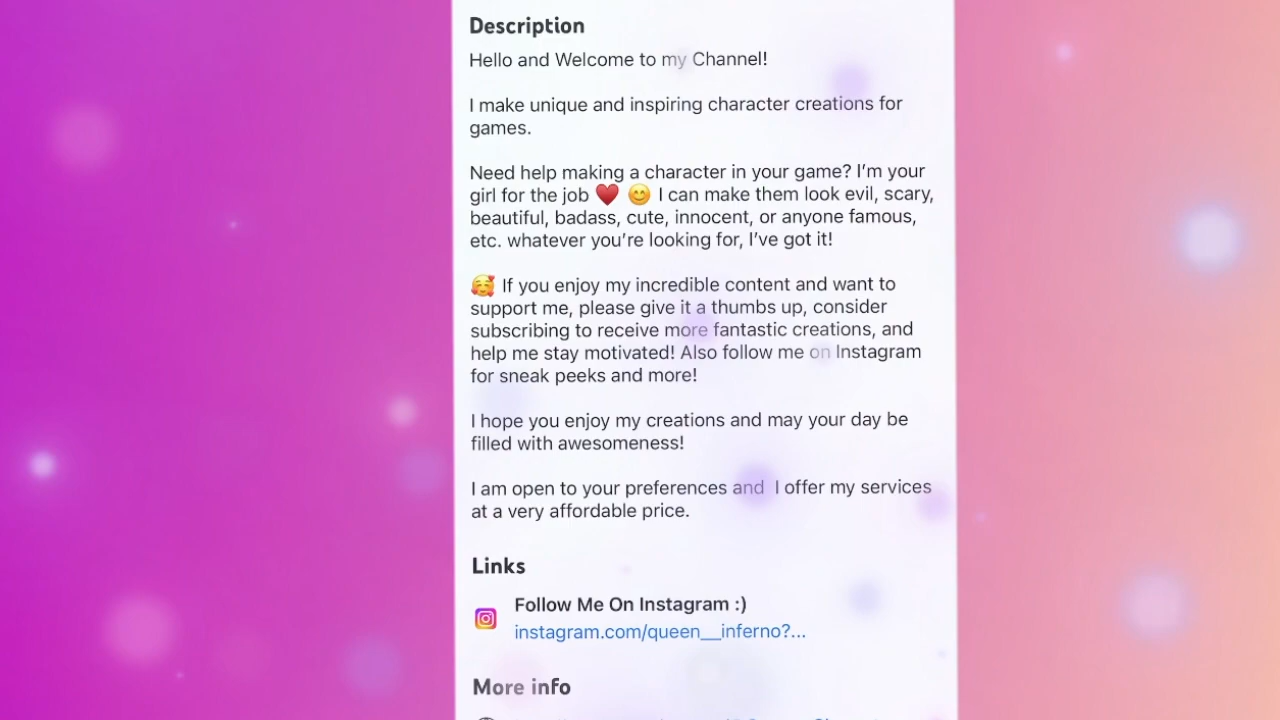 Description
Hello and Welcome to my Channel!
I make unique and inspiring character creations for
games.
Need help making a character in your game? I’m your
girl for the job ♥️ 😊 I can make them look evil, scary,
beautiful, badass, cute, innocent, or anyone famous,
etc. whatever you’re looking for, I’ve got it!
🥰 If you enjoy my incredible content and want to
support me, please give it a thumbs up, consider
subscribing to receive more fantastic creations, and
help me stay motivated! Also follow me on Instagram
for sneak peeks and more!
I hope you enjoy my creations and may your day be
filled with awesomeness!
I am open to your preferences and  I offer my services
at a very affordable price.
Links
Follow Me On Instagram :)
instagram.com/queen__inferno?...
More info